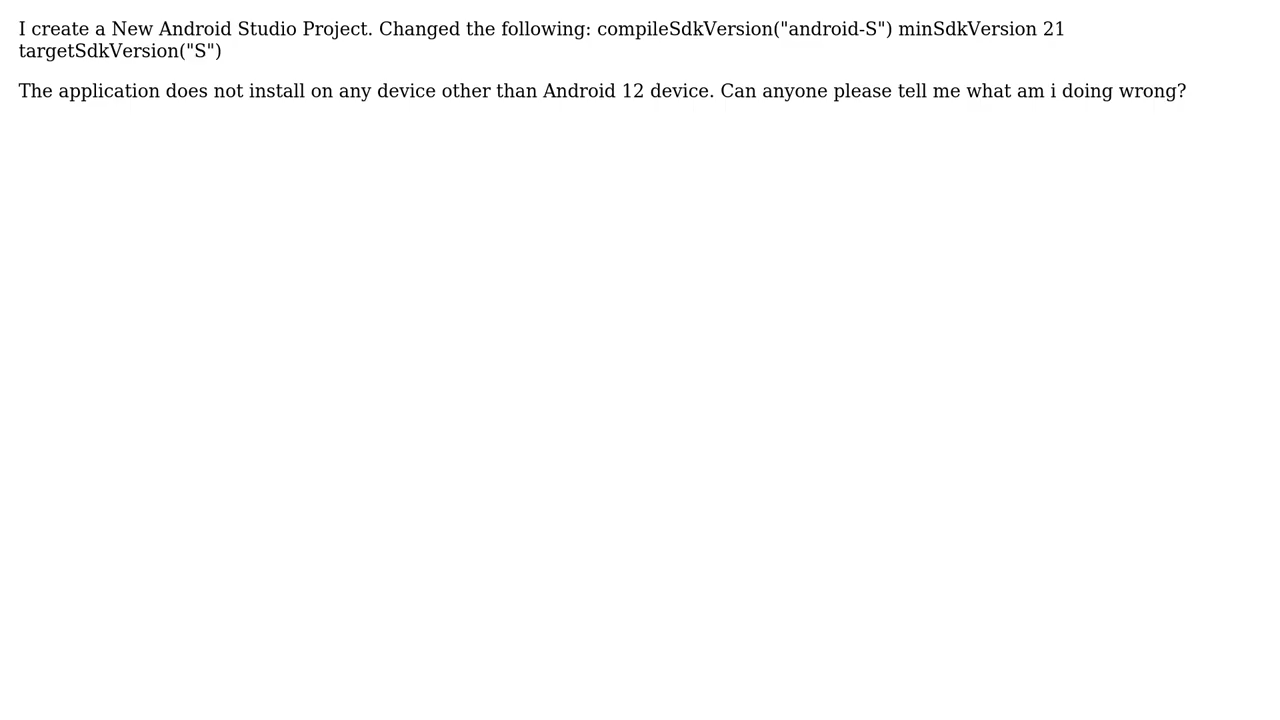 I create a New Android Studio Project. Changed the following: compileSdkVersion("android-S") minSdkVersion 21
targetSdkVersion("S")
The application does not install on any device other than Android 12 device. Can anyone please tell me what am i doing wrong?